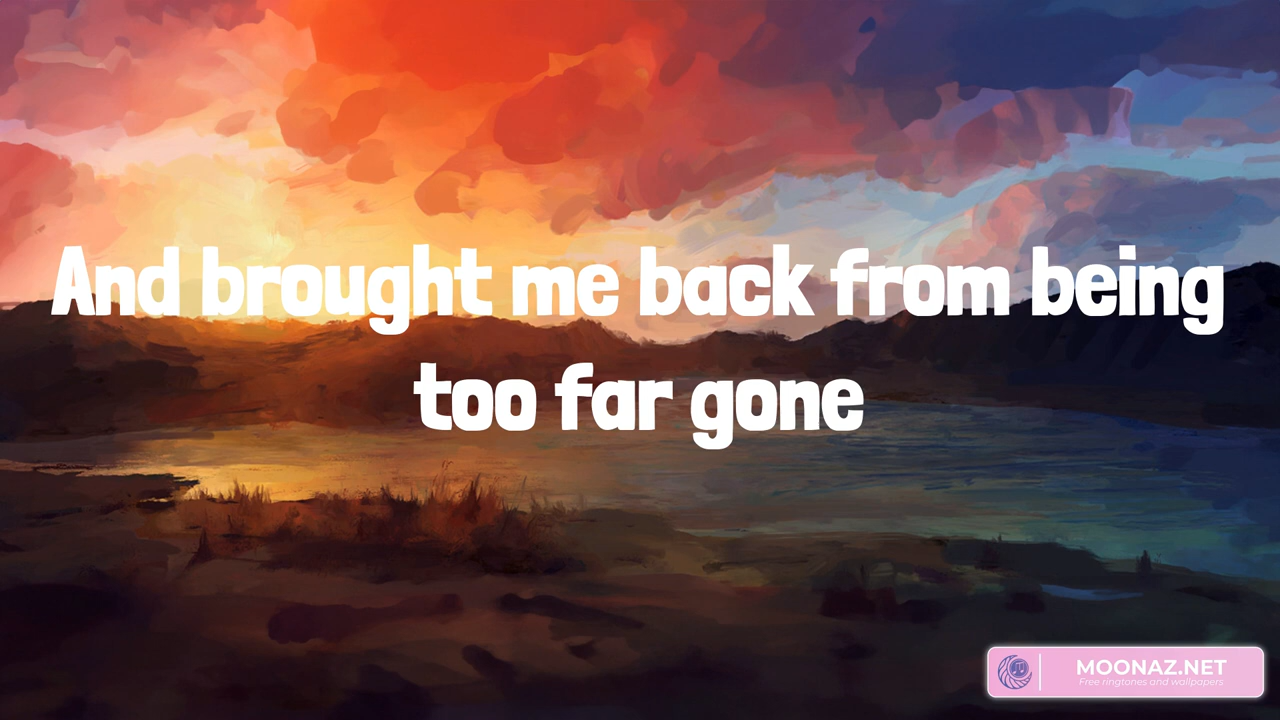 And brought me back from being
too far gone
MOONAZ.NET
Free ringtones and wallpapers